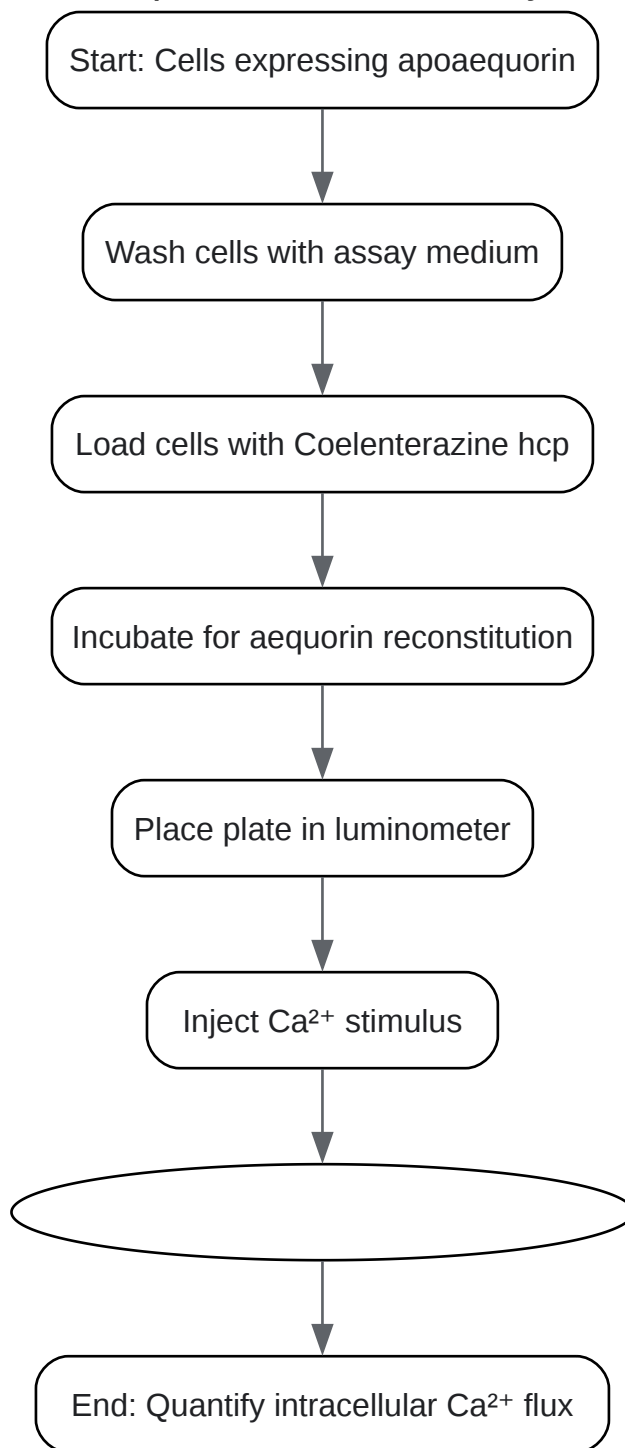 Start: Cells expressing apoaequorin
Wash cells with assay medium
Load cells with Coelenterazine hcp
Incubate for aequorin reconstitution
Place plate in luminometer
Inject Ca²⁺ stimulus
End: Quantify intracellular Ca²⁺ flux